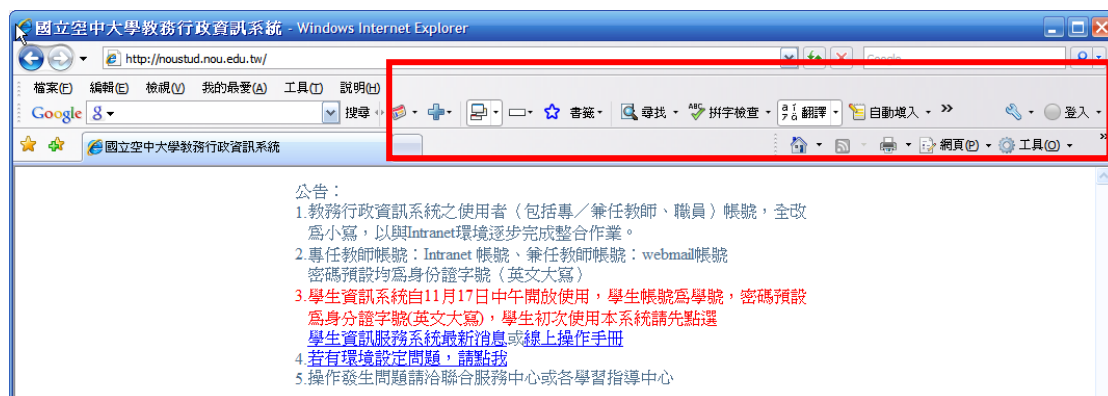 國立空中大學教務行政資訊系統 - Windows Internet Explorer
http://noustud.nou.edu.tw/ Google
檔案(F) 編輯(E) 檢視(V) 我的最愛(A) 工具(T) 說明(H)
Google 搜尋 書籤 尋找 拼字檢查 翻譯 自動填入 » 登入
國立空中大學教務行政資訊系統 網頁(P) 工具(O) »
公告：
1.教務行政資訊系統之使用者（包括專／兼任教師、職員）帳號，全改
為小寫，以與Intranet環境逐步完成整合作業。
2.專任教師帳號：Intranet 帳號、兼任教師帳號：webmail帳號
密碼預設均為身份證字號（英文大寫）
3.學生資訊系統自11月17日中午開放使用，學生帳號為學號，密碼預設
為身分證字號(英文大寫)，學生初次使用本系統請先點選
學生資訊服務系統最新消息或線上操作手冊
4.若有環境設定問題，請點我
5.操作發生問題請洽聯合服務中心或各學習指導中心